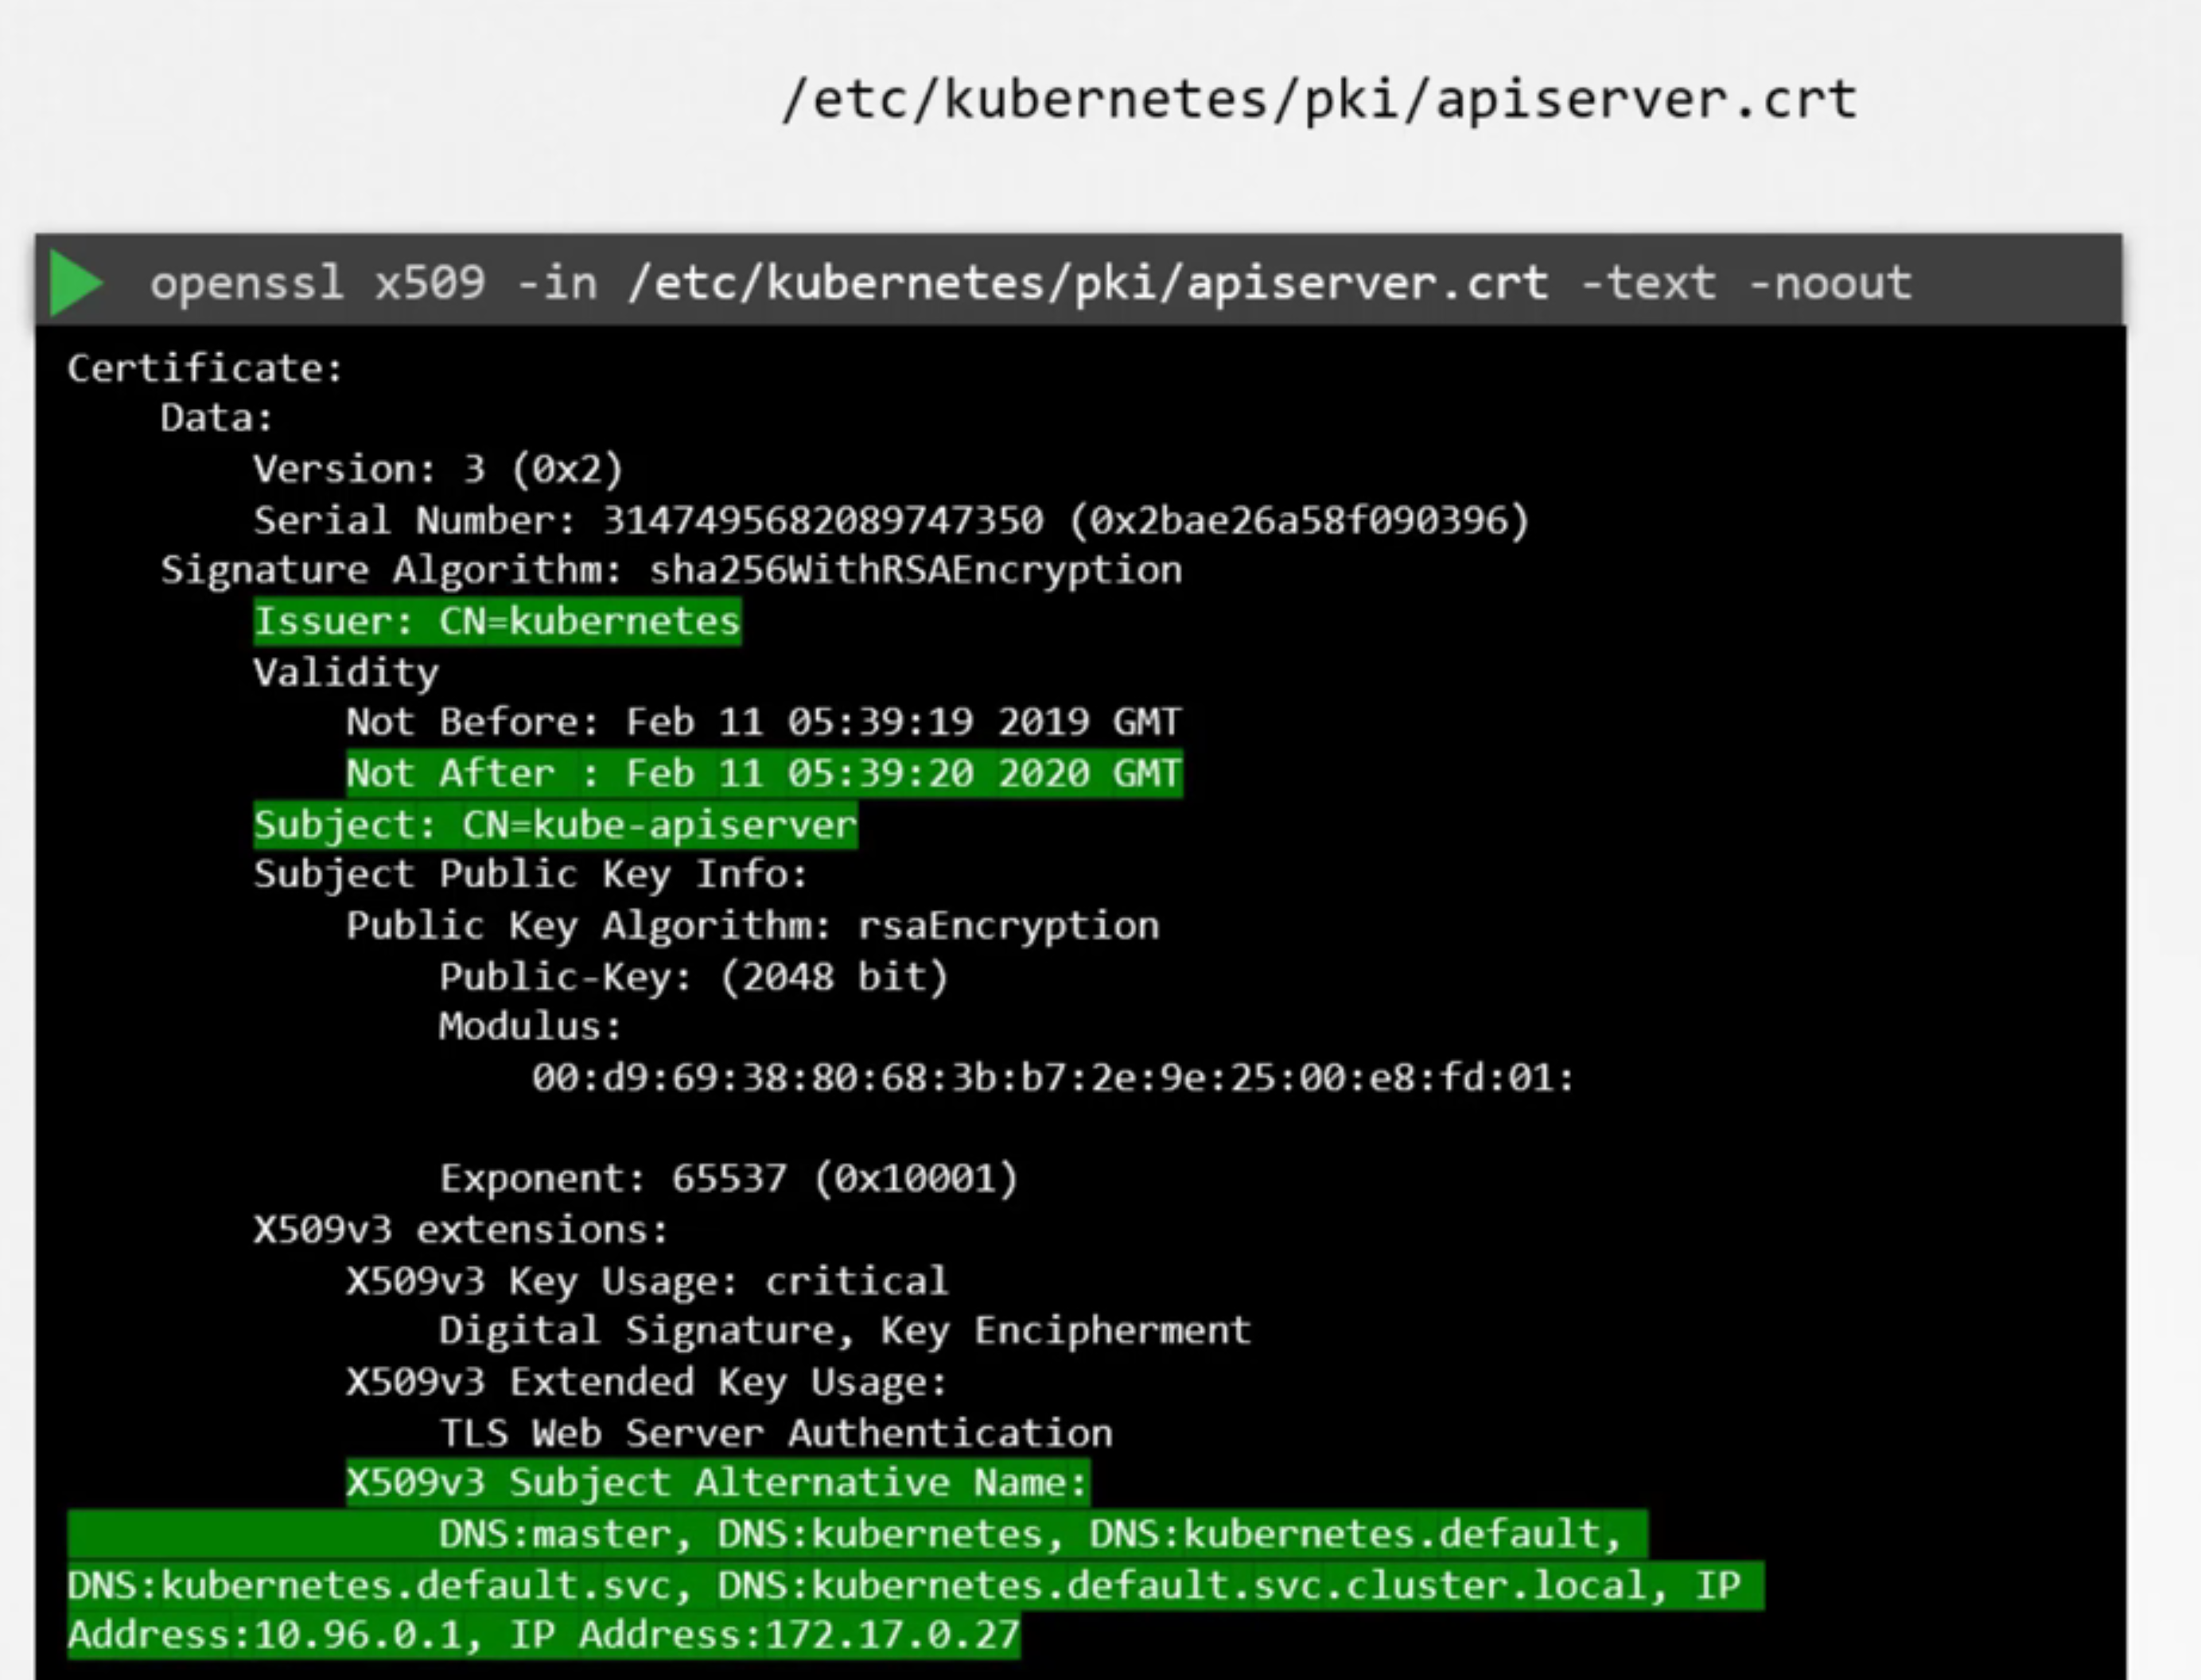 /etc/kubernetes/pki/apiserver.crt
openssl x509 -in /etc/kubernetes/pki/apiserver.crt -text -noout
Certificate:
Data:
Version: 3 (0x2)
Serial Number: 3147495682089747350 (0x2bae26a58f090396)
Signature Algorithm: sha256WithRSAEncryption
Issuer: CN=kubernetes
Validity
Not Before: Feb 11 05:39:19 2019 GMT
Not After : Feb 11 05:39:20 2020 GMT
Subject: CN=kube-apiserver
Subject Public Key Info:
Public Key Algorithm: rsaEncryption
Public-Key: (2048 bit)
Modulus:
00:d9:69:38:80:68:3b:b7:2e:9e:25:00:e8:fd:01:
Exponent: 65537 (0x10001)
X509v3 extensions:
X509v3 Key Usage: critical
Digital Signature, Key Encipherment
X509v3 Extended Key Usage:
TLS Web Server Authentication
X509v3 Subject Alternative Name:
DNS:master, DNS:kubernetes, DNS:kubernetes.default,
DNS:kubernetes.default.svc, DNS:kubernetes.default.svc.cluster.local, IP
Address:10.96.0.1, IP Address:172.17.0.27